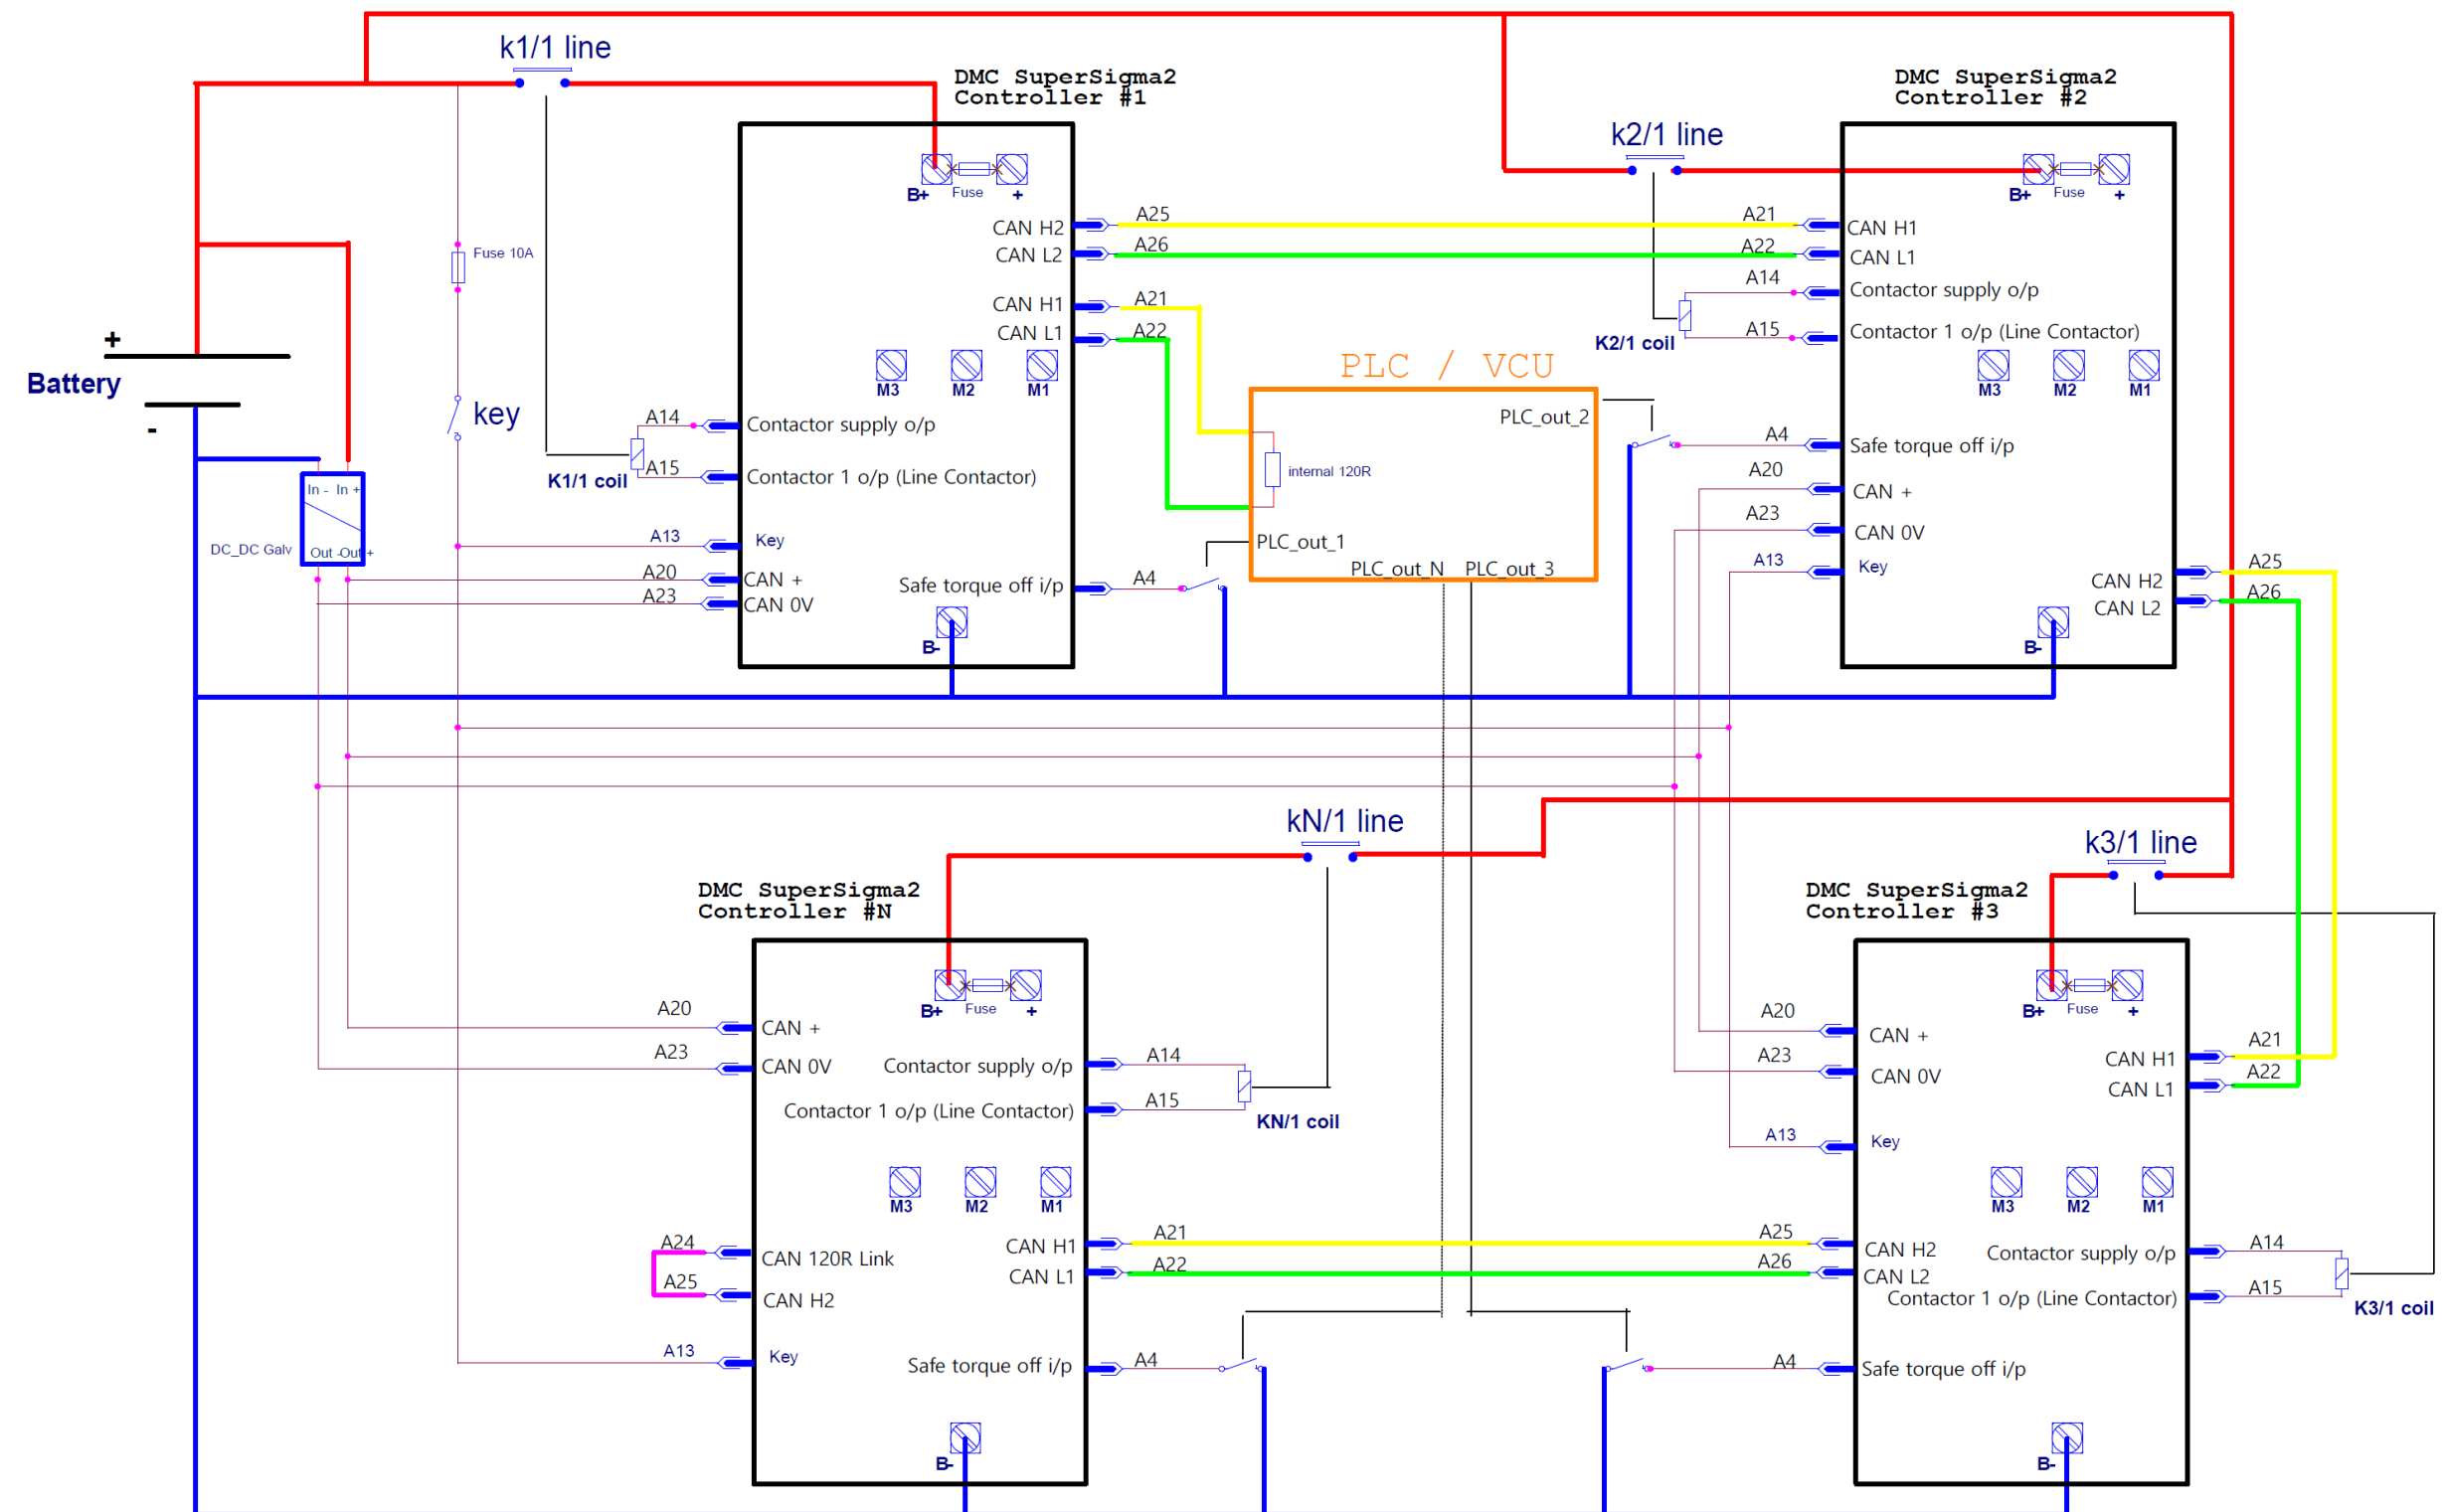 k1/1 line
DMC SuperSigma2
Controller #1
DMC SuperSigma2
Controller #2
k2/1 line
B+
Fuse
+
B+
Fuse
+
CAN H2
A25
A21
CAN H1
CAN L2
A26
A22
CAN L1
Fuse 10A
A14
Contactor supply o/p
CAN H1
A21
CAN L1
A22
K2/1 coil
A15
Contactor 1 o/p (Line Contactor)
+
Battery
-
M3
M2
M1
PLC / VCU
M3
M2
M1
key
A14
Contactor supply o/p
PLC_out_2
K1/1 coil
A15
Contactor 1 o/p (Line Contactor)
internal 120R
A4
Safe torque off i/p
In -
In +
A20
CAN +
DC_DC Galv
Out -
Out +
A13
Key
PLC_out_1
A23
CAN 0V
A20
CAN +
PLC_out_N
PLC_out_3
A13
Key
A23
CAN 0V
Safe torque off i/p
A4
CAN H2
A25
CAN L2
A26
B-
B-
kN/1 line
k3/1 line
DMC SuperSigma2
Controller #N
DMC SuperSigma2
Controller #3
B+
Fuse
+
B+
Fuse
+
A20
CAN +
A20
CAN +
A23
CAN 0V
Contactor supply o/p
A14
A23
CAN 0V
CAN H1
A21
CAN L1
A22
Contactor 1 o/p (Line Contactor)
A15
KN/1 coil
A13
Key
M3
M2
M1
M3
M2
M1
A24
CAN 120R Link
CAN H1
A21
A25
CAN H2
Contactor supply o/p
A14
A25
CAN H2
CAN L1
A22
A26
CAN L2
Contactor 1 o/p (Line Contactor)
A15
K3/1 coil
A13
Key
Safe torque off i/p
A4
A4
Safe torque off i/p
B-
B-